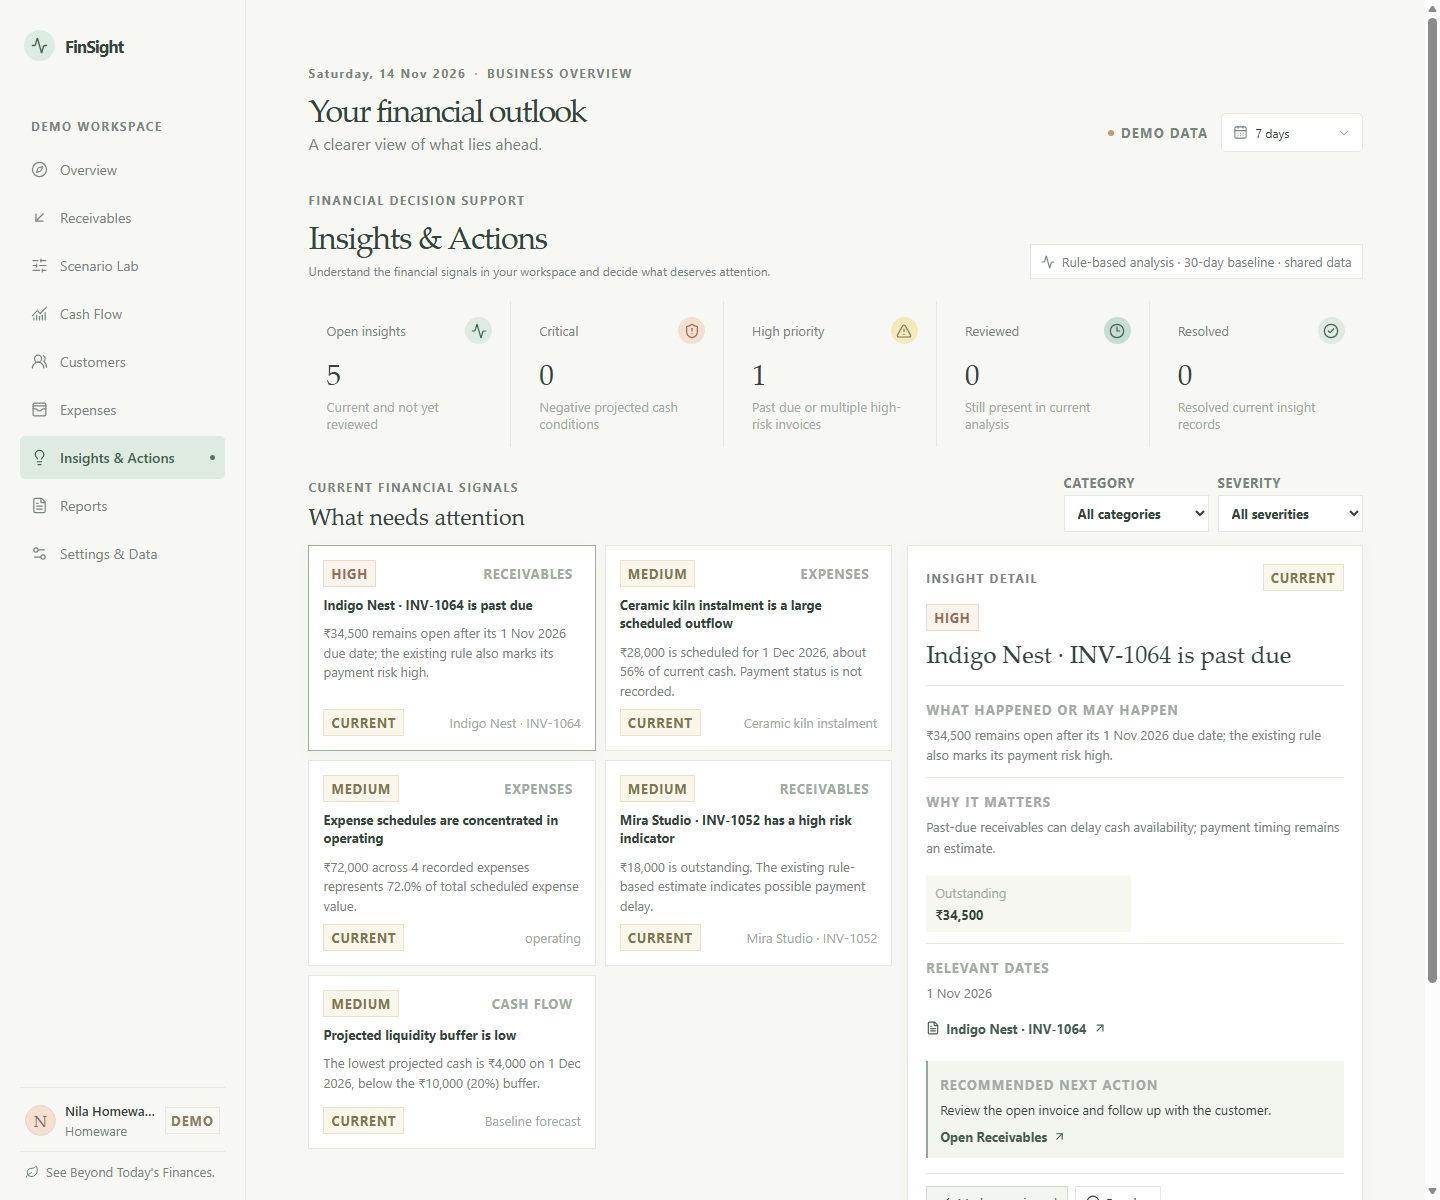 FinSight
DEMO WORKSPACE
Overview
Receivables
Scenario Lab
Cash Flow
Customers
Expenses
Insights & Actions
Reports
Settings & Data
N
Nila Homewa...
Homeware
DEMO
See Beyond Today's Finances.
Saturday, 14 Nov 2026 · BUSINESS OVERVIEW
Your financial outlook
A clearer view of what lies ahead.
DEMO DATA
7 days
FINANCIAL DECISION SUPPORT
Insights & Actions
Understand the financial signals in your workspace and decide what deserves attention.
Rule-based analysis · 30-day baseline · shared data
Open insights
5
Current and not yet
reviewed
Critical
0
Negative projected cash
conditions
High priority
1
Past due or multiple high-
risk invoices
Reviewed
0
Still present in current
analysis
Resolved
0
Resolved current insight
records
CURRENT FINANCIAL SIGNALS
What needs attention
CATEGORY
All categories
SEVERITY
All severities
HIGH
RECEIVABLES
Indigo Nest · INV-1064 is past due
₹34,500 remains open after its 1 Nov 2026
due date; the existing rule also marks its
payment risk high.
CURRENT
Indigo Nest · INV-1064
MEDIUM
EXPENSES
Ceramic kiln instalment is a large
scheduled outflow
₹28,000 is scheduled for 1 Dec 2026, about
56% of current cash. Payment status is not
recorded.
CURRENT
Ceramic kiln instalment
MEDIUM
EXPENSES
Expense schedules are concentrated in
operating
₹72,000 across 4 recorded expenses
represents 72.0% of total scheduled expense
value.
CURRENT
operating
MEDIUM
RECEIVABLES
Mira Studio · INV-1052 has a high risk
indicator
₹18,000 is outstanding. The existing rule-
based estimate indicates possible payment
delay.
CURRENT
Mira Studio · INV-1052
MEDIUM
CASH FLOW
Projected liquidity buffer is low
The lowest projected cash is ₹4,000 on 1 Dec
2026, below the ₹10,000 (20%) buffer.
CURRENT
Baseline forecast
INSIGHT DETAIL
CURRENT
HIGH
Indigo Nest · INV-1064 is past due
WHAT HAPPENED OR MAY HAPPEN
₹34,500 remains open after its 1 Nov 2026 due date; the existing rule
also marks its payment risk high.
WHY IT MATTERS
Past-due receivables can delay cash availability; payment timing remains
an estimate.
Outstanding
₹34,500
RELEVANT DATES
1 Nov 2026
Indigo Nest · INV-1064
RECOMMENDED NEXT ACTION
Review the open invoice and follow up with the customer.
Open Receivables